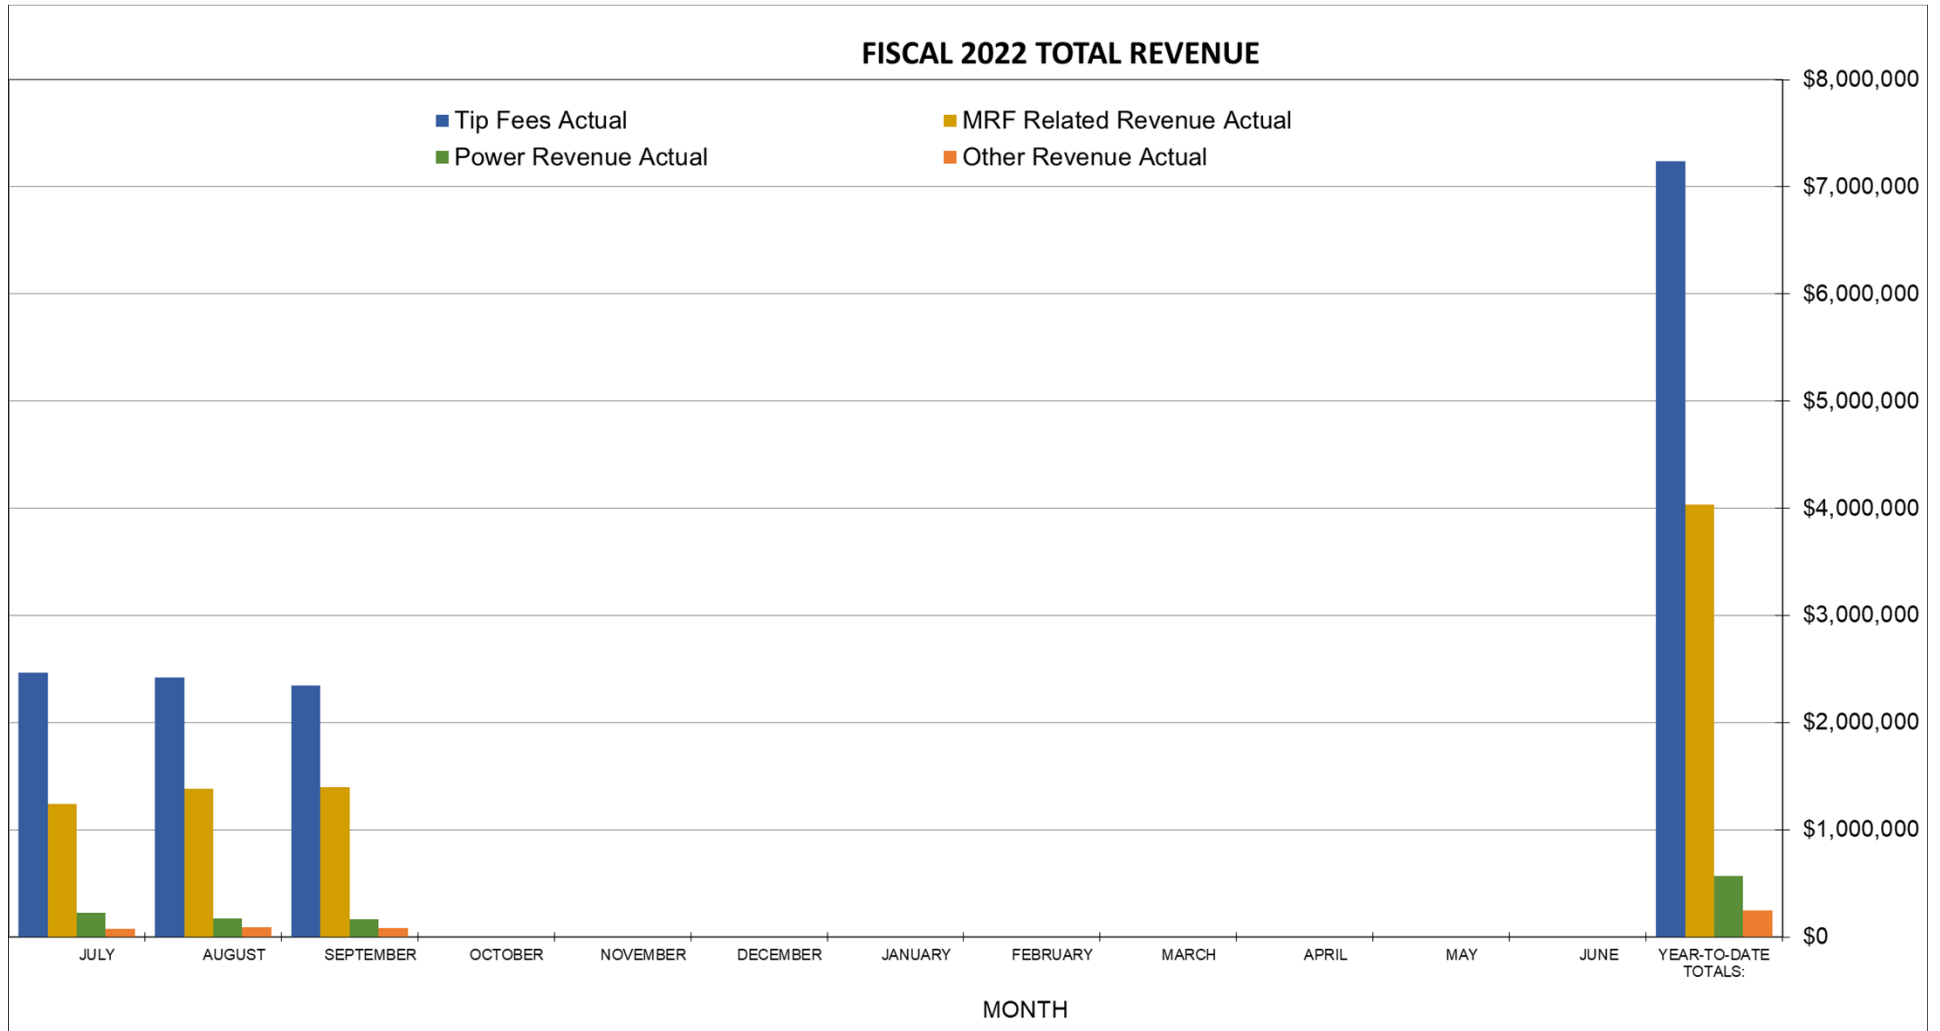 FISCAL 2022 TOTAL REVENUE
Tip Fees Actual
MRF Related Revenue Actual
Power Revenue Actual
Other Revenue Actual
$8,000,000
$7,000,000
$6,000,000
$5,000,000
$4,000,000
$3,000,000
$2,000,000
$1,000,000
$0
JULY
AUGUST
SEPTEMBER
OCTOBER
NOVEMBER
DECEMBER
JANUARY
FEBRUARY
MARCH
APRIL
MAY
JUNE
YEAR-TO-DATE
TOTALS:
MONTH